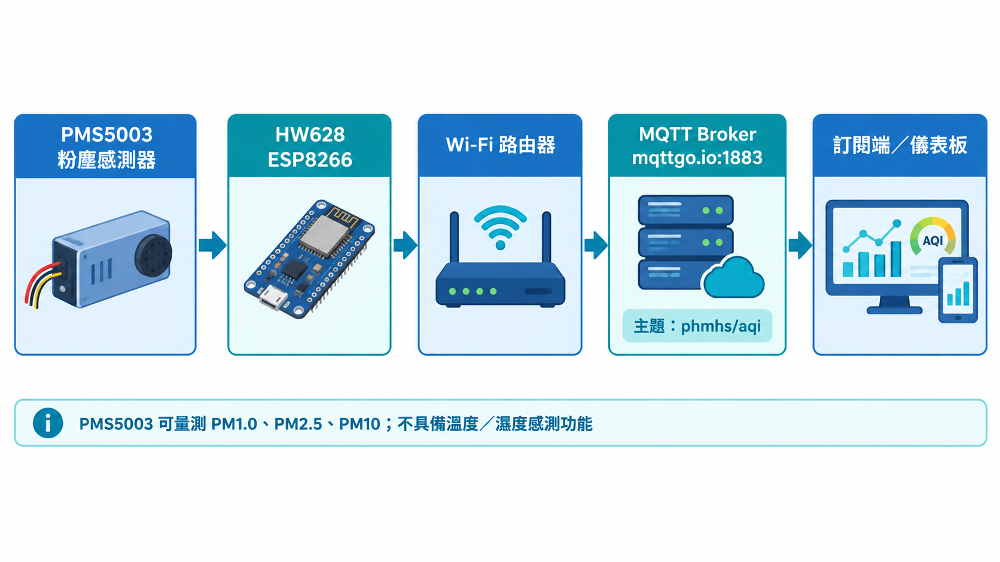 PMS5003
粉塵感測器
HW628
ESP8266
Wi-Fi 路由器
MQTT Broker
mqttgo.io:1883
主題：phmhs/aqi
訂閱端／儀表板
AQI
PMS5003 可量測 PM1.0、PM2.5、PM10；不具備溫度／濕度感測功能